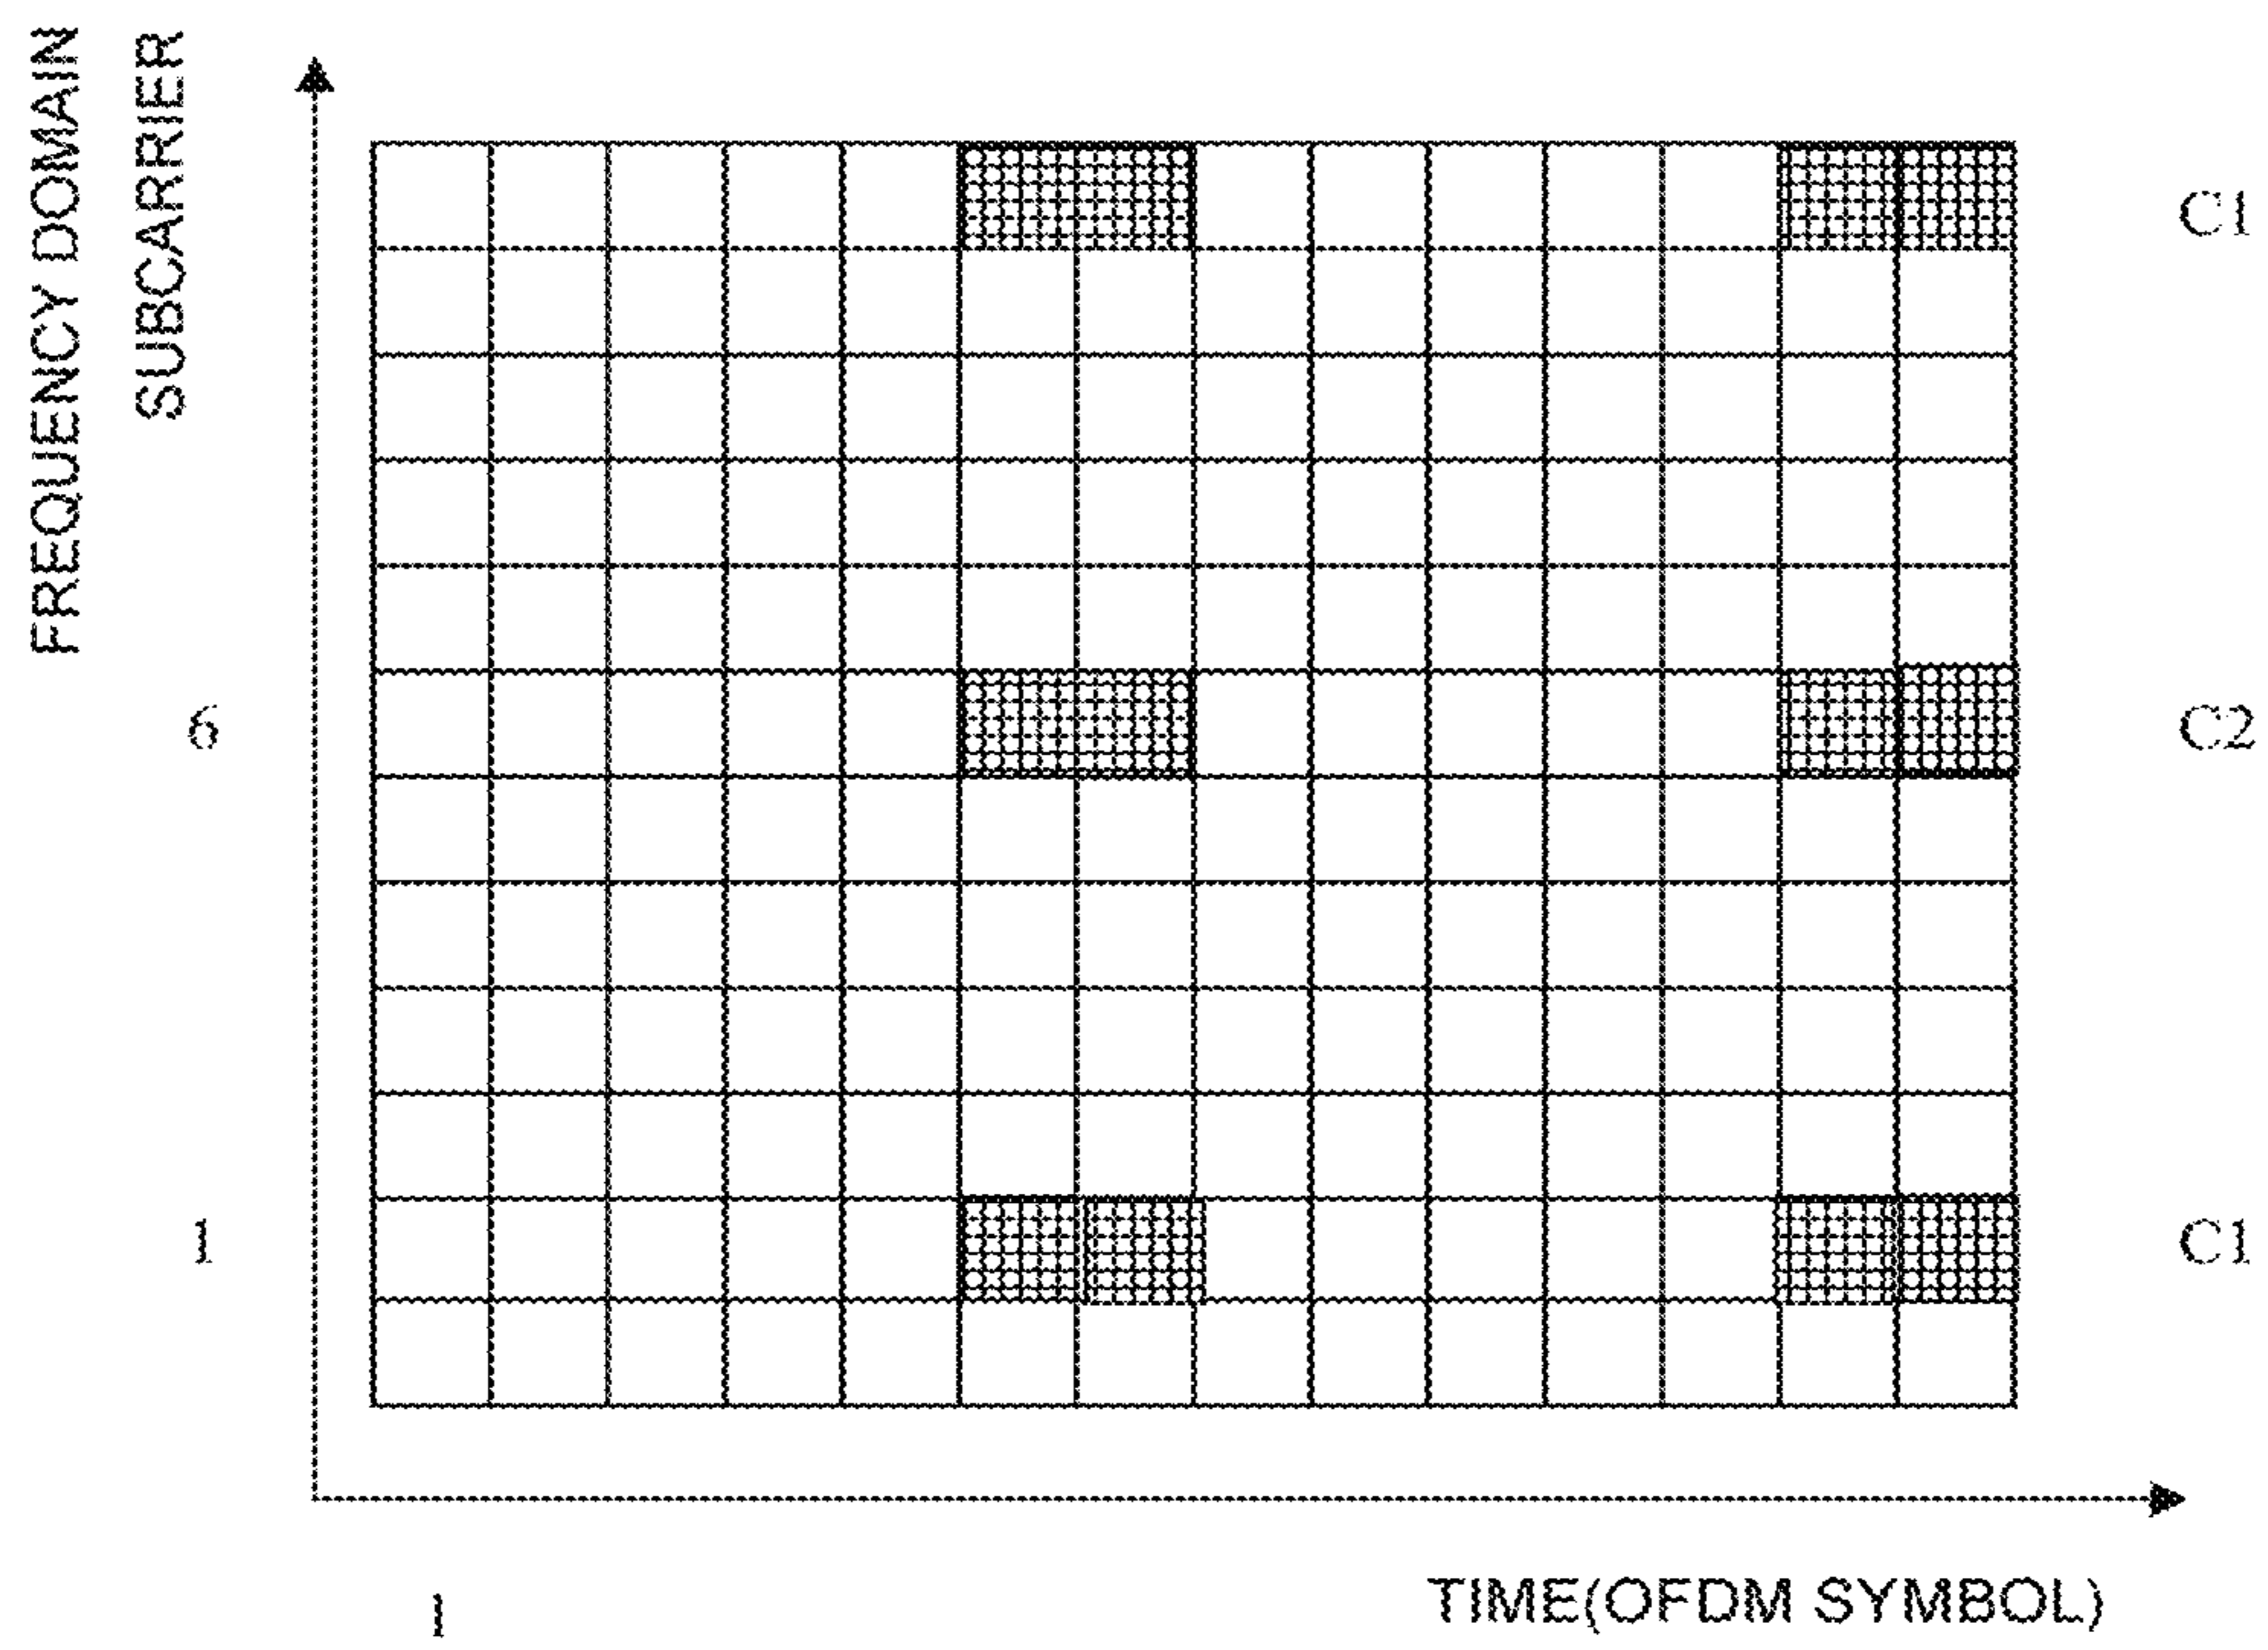 FREQUENCY DOMAIN
SUBCARRIER
C1
6
C2
1
C1
TIME(OFDM SYMBOL)
1